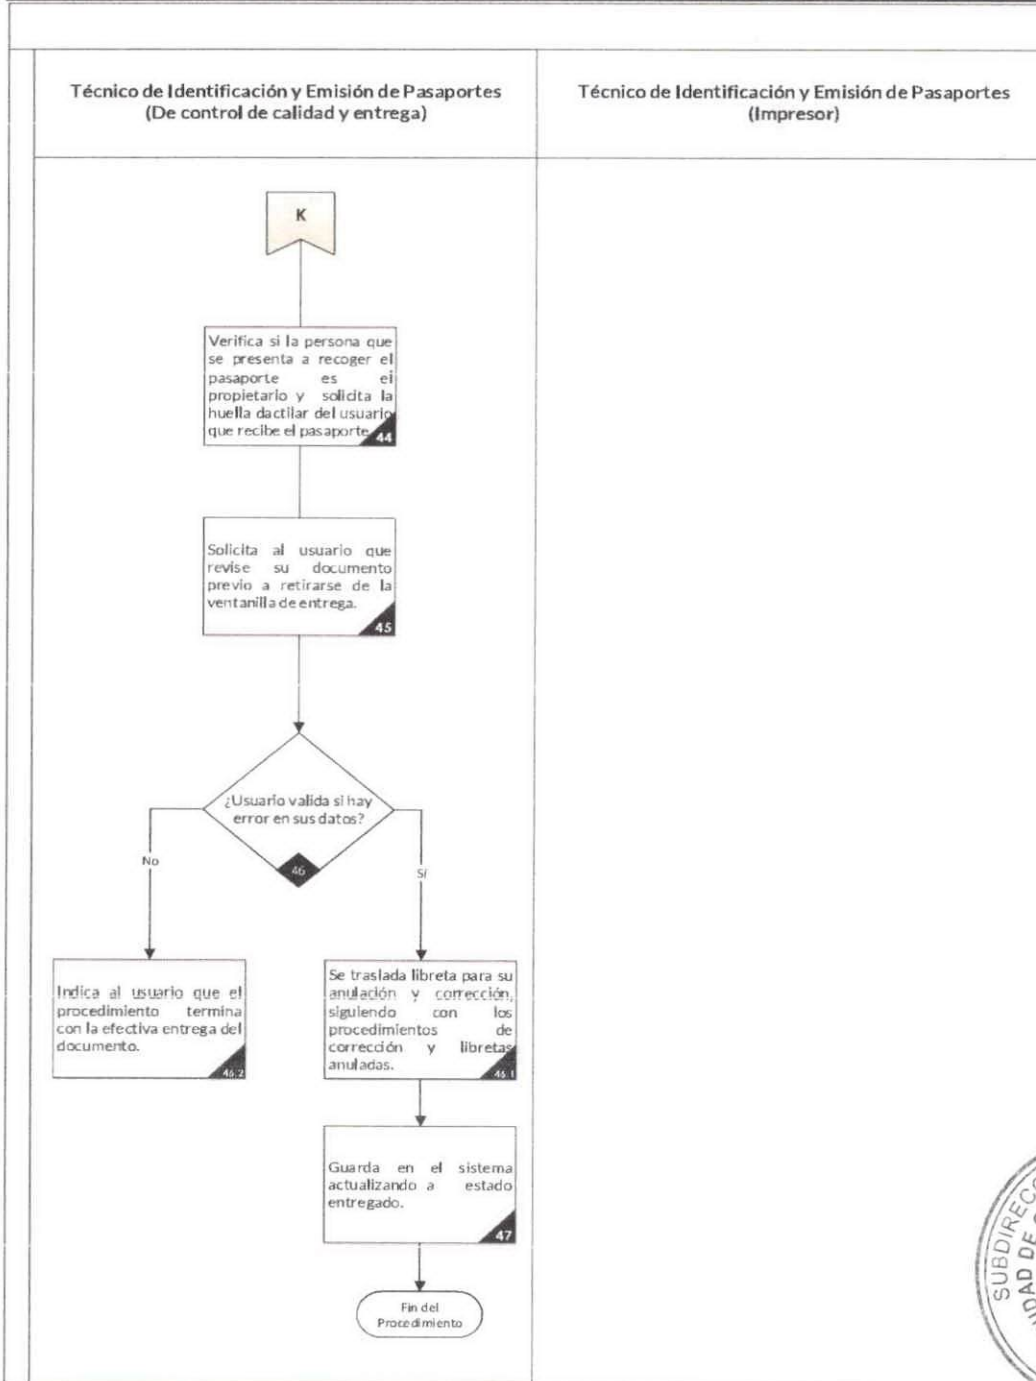 Técnico de Identificación y Emisión de Pasaportes
(De control de calidad y entrega)
Técnico de Identificación y Emisión de Pasaportes
(Impresor)
K
Verifica si la persona que
se presenta a recoger el
pasaporte es el
propietario y solicita la
huella dactilar del usuario
que recibe el pasaporte
44
Solicita al usuario que
revise su documento
previo a retirarse de la
ventanilla de entrega.
45
¿Usuario valida si hay
error en sus datos?
46
No
Sí
Indica al usuario que el
procedimiento termina
con la efectiva entrega del
documento.
46.2
Se traslada libreta para su
anulación y corrección,
siguiendo con los
procedimientos de
corrección y libretas
anuladas.
46.1
Guarda en el sistema
actualizando a estado
entregado.
47
Fin del
Procedimiento
SUBDIRECC
DAD DE